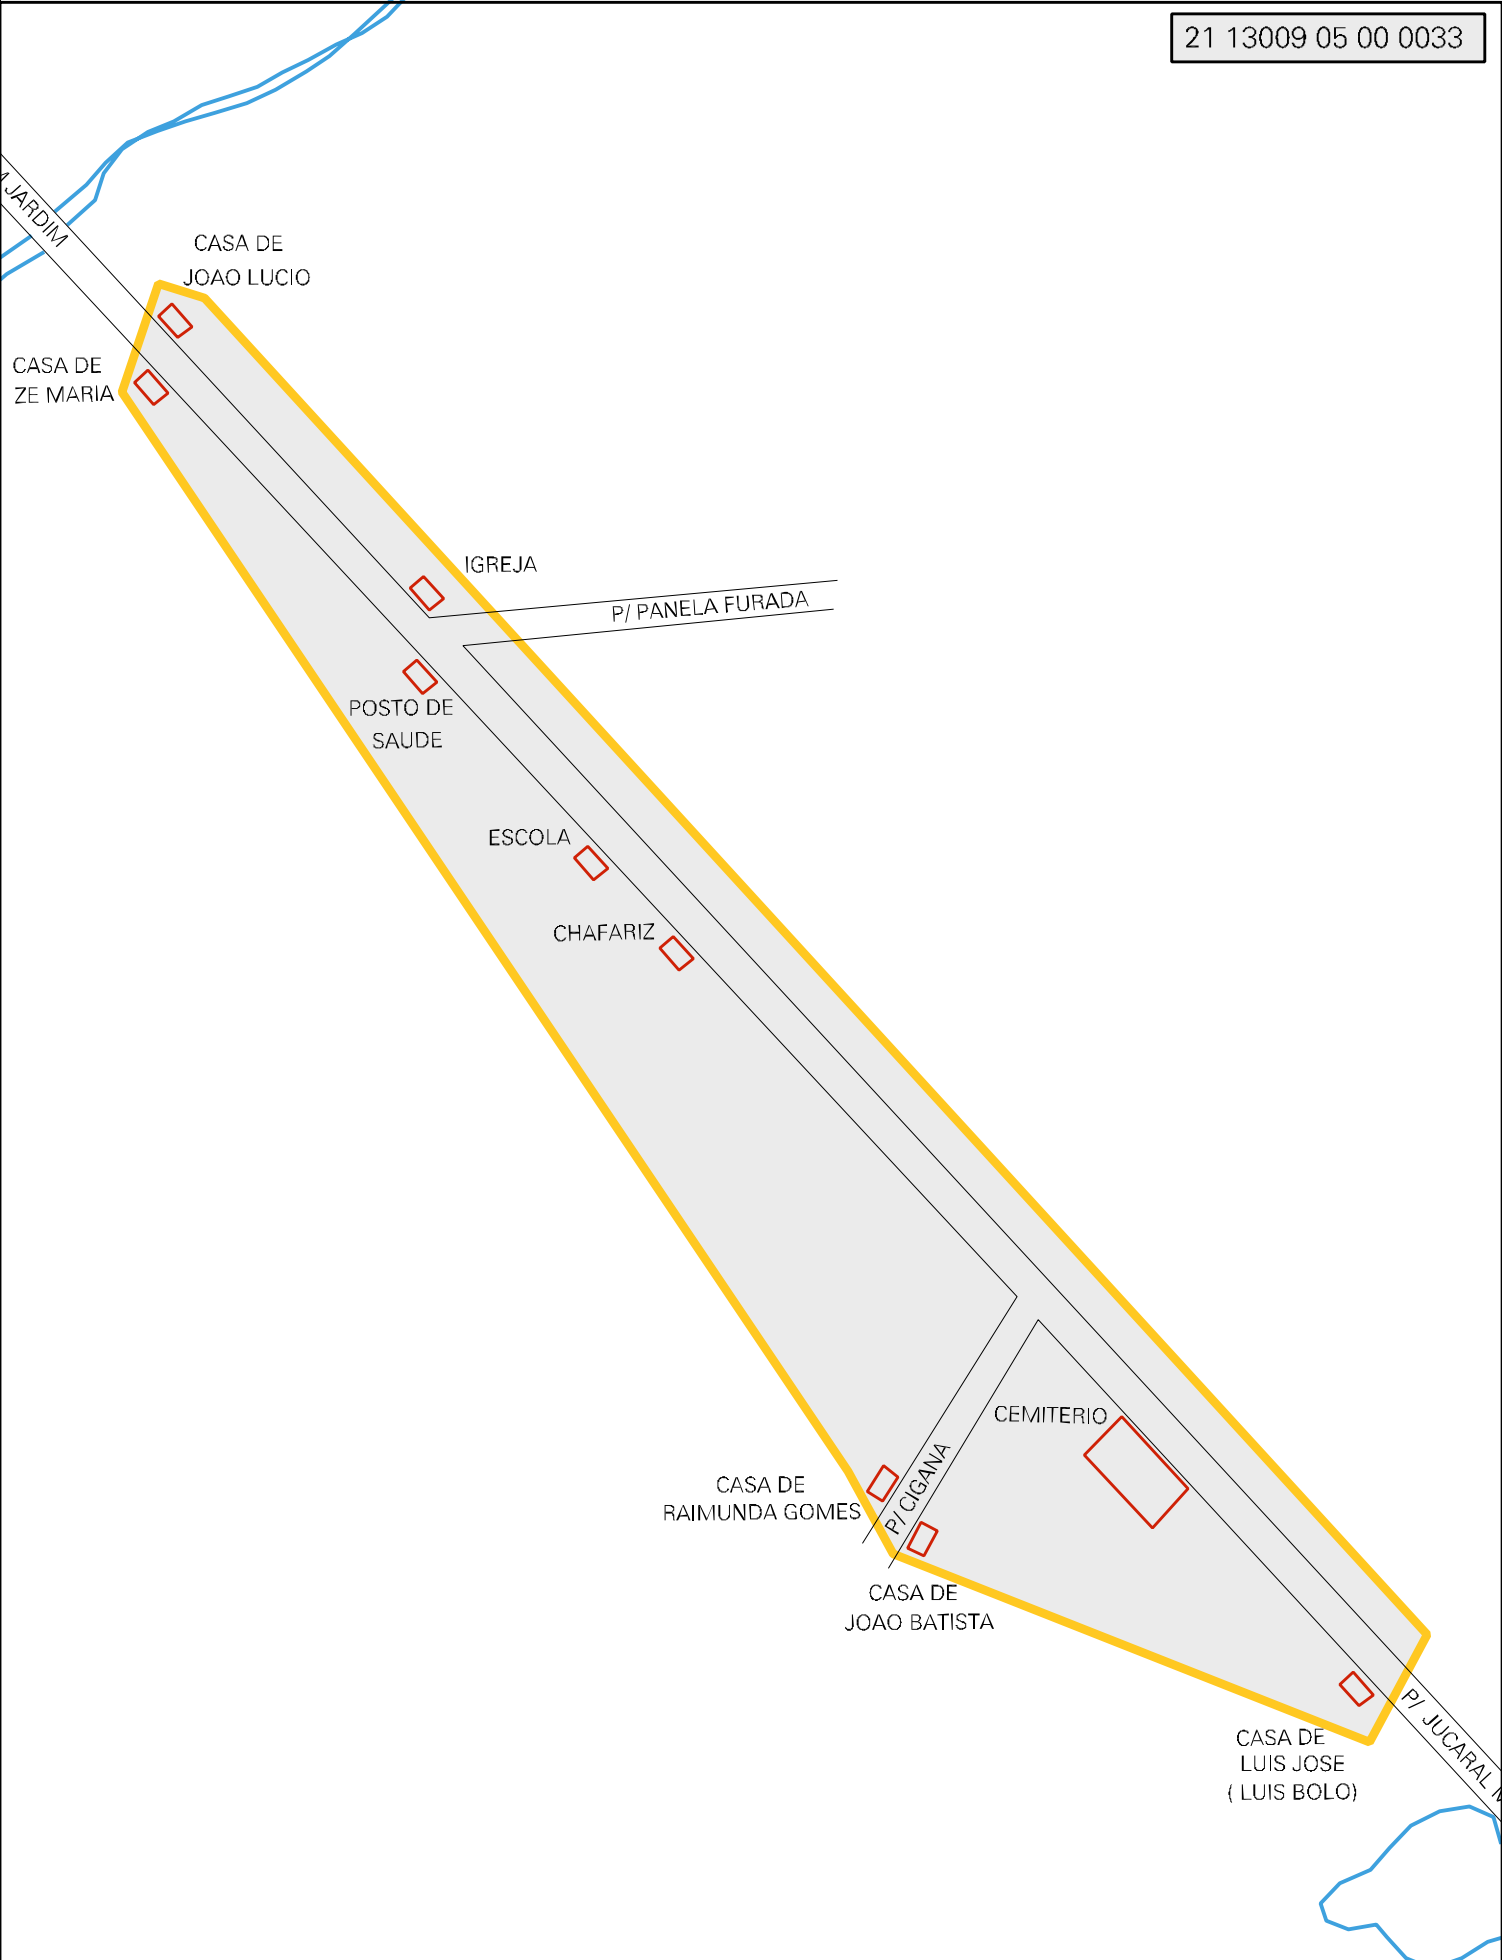 21 13009 05 00 0033
JARDIM
CASA DE
JOAO LUCIO
CASA DE
ZE MARIA
IGREJA
P/ PANELA FURADA
POSTO DE
SAUDE
ESCOLA
CHAFARIZ
CEMITERIO
P/ CIGANA
CASA DE
RAIMUNDA GOMES
CASA DE
JOAO BATISTA
P/ JUCARAL
CASA DE
LUIS JOSE
( LUIS BOLO)